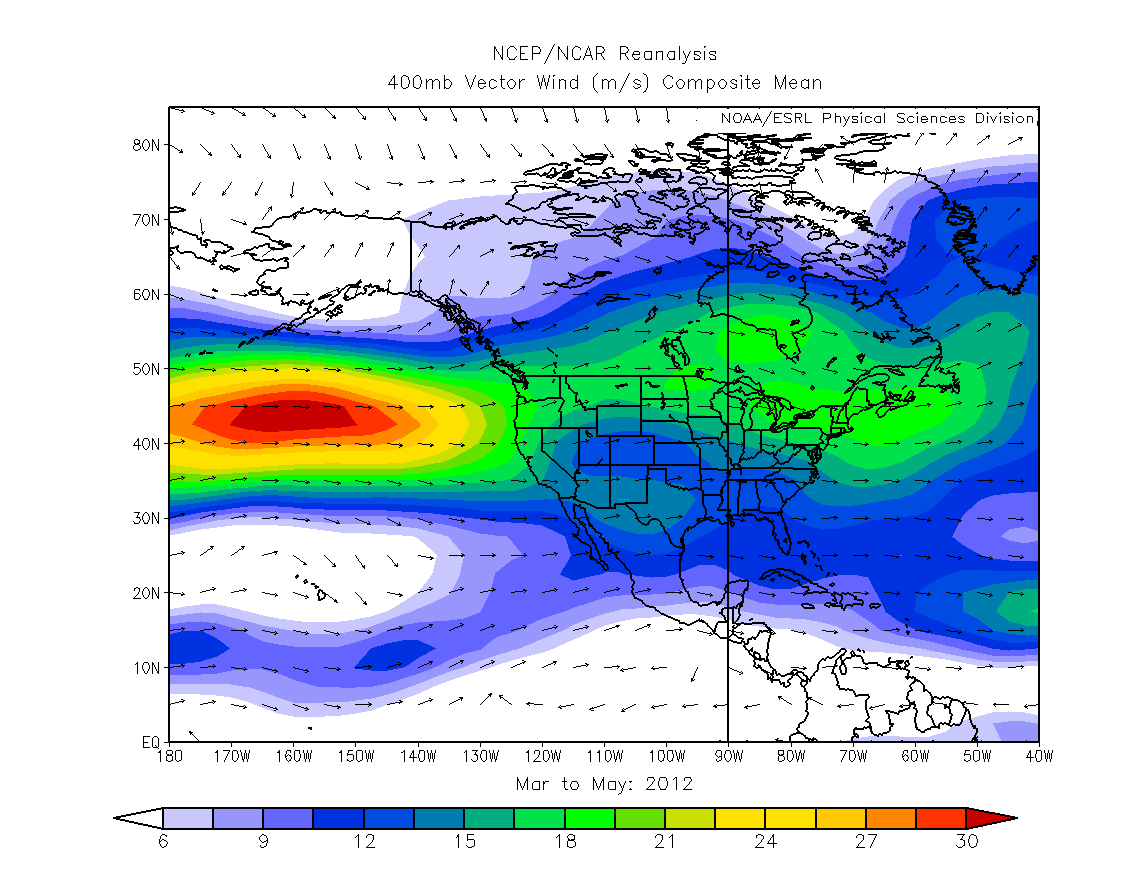 NCEP/NCAR Reanalysis
400mb Vector Wind (m/s) Composite Mean
NOAA/ESRL Physical Sciences Division
80N
70N
60N
50N
40N
30N
20N
10N
EQ
180 170W 160W 150W 140W 130W 120W 110W 100W 90W 80W 70W 60W 50W 40W
Mar to May: 2012
6 9 12 15 18 21 24 27 30